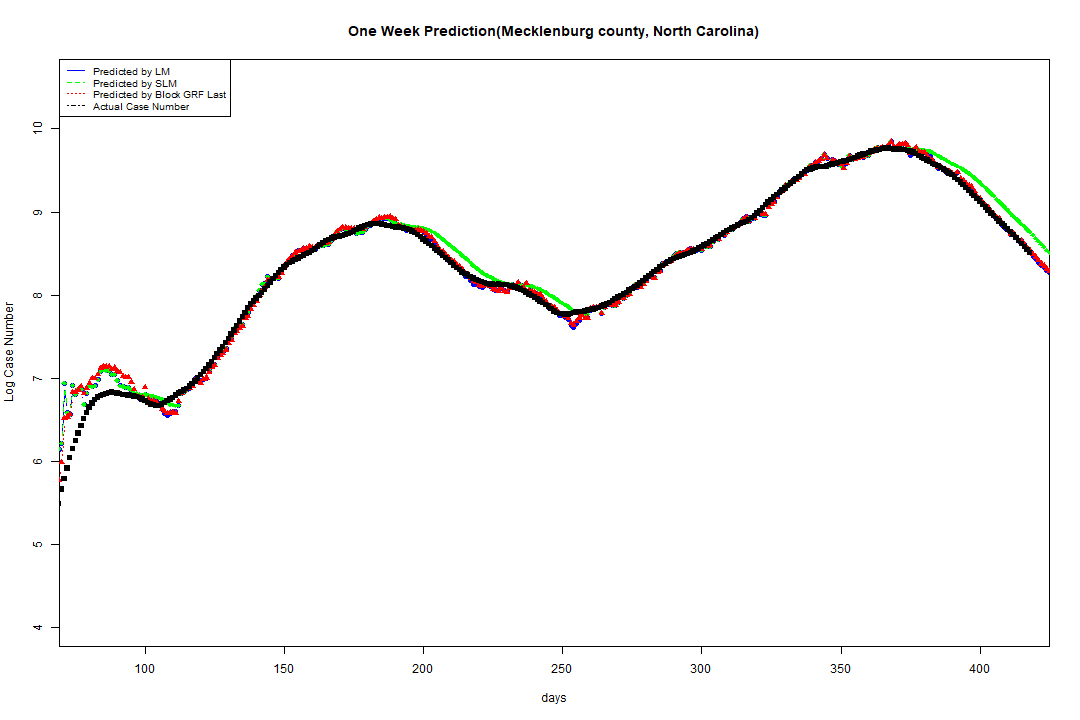 One Week Prediction(Mecklenburg county, North Carolina)
Predicted by LM
Predicted by SLM
Predicted by Block GRF Last
Actual Case Number
10
9
8
7
6
5
4
Log Case Number
100 150 200 250 300 350 400
days